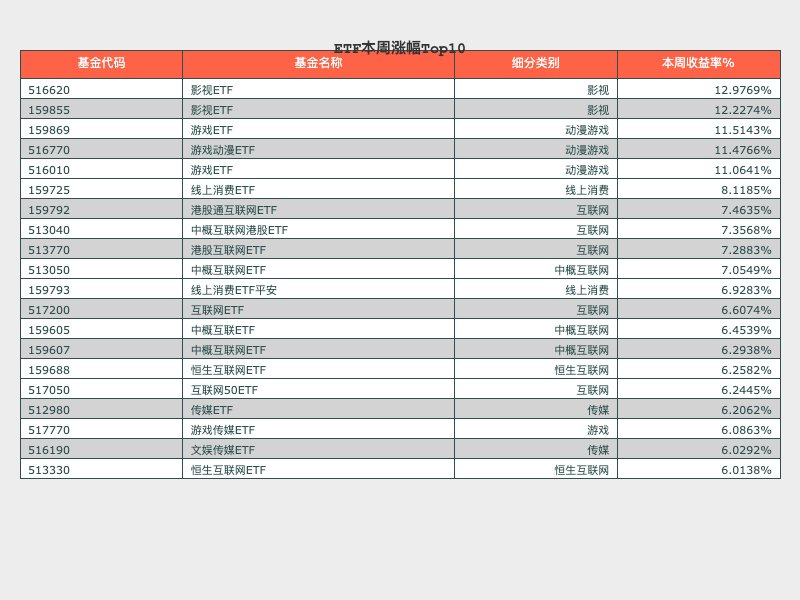 ETF本周涨幅Top10
基金代码 基金名称 细分类别 本周收益率%
516620 影视ETF 影视 12.9769%
159855 影视ETF 影视 12.2274%
159869 游戏ETF 动漫游戏 11.5143%
516770 游戏动漫ETF 动漫游戏 11.4766%
516010 游戏ETF 动漫游戏 11.0641%
159725 线上消费ETF 线上消费 8.1185%
159792 港股通互联网ETF 互联网 7.4635%
513040 中概互联网港股ETF 互联网 7.3568%
513770 港股互联网ETF 互联网 7.2883%
513050 中概互联网ETF 中概互联网 7.0549%
159793 线上消费ETF平安 线上消费 6.9283%
517200 互联网ETF 互联网 6.6074%
159605 中概互联ETF 中概互联网 6.4539%
159607 中概互联网ETF 中概互联网 6.2938%
159688 恒生互联网ETF 恒生互联网 6.2582%
517050 互联网50ETF 互联网 6.2445%
512980 传媒ETF 传媒 6.2062%
517770 游戏传媒ETF 游戏 6.0863%
516190 文娱传媒ETF 传媒 6.0292%
513330 恒生互联网ETF 恒生互联网 6.0138%